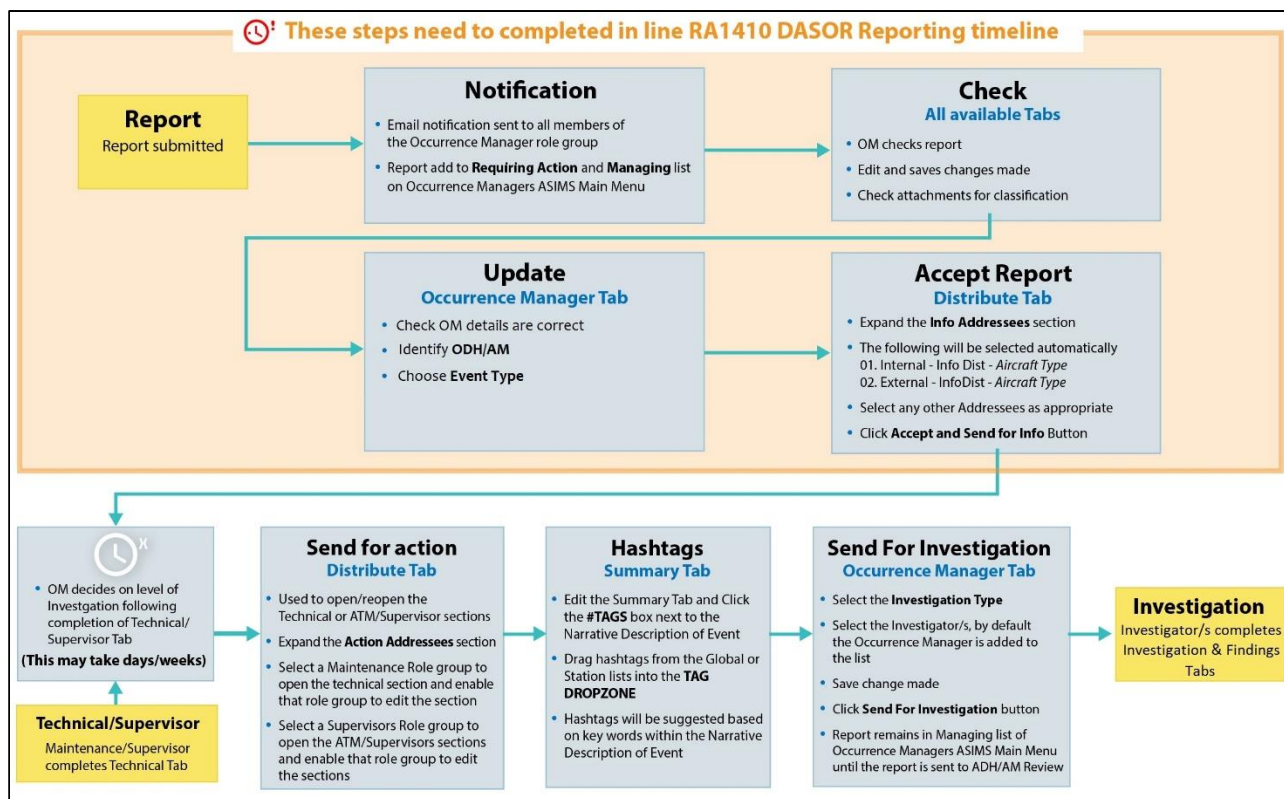 These steps need to completed in line RA1410 DASOR Reporting timeline
Report
Report submitted
Notification
• Email notification sent to all members of
the Occurrence Manager role group
• Report add to Requiring Action and Managing list
on Occurrence Managers ASIMS Main Menu
Check
All available Tabs
• OM checks report
• Edit and saves changes made
• Check attachments for classification
Update
Occurrence Manager Tab
• Check OM details are correct
• Identify ODH/AM
• Choose Event Type
Accept Report
Distribute Tab
• Expand the Info Addressees section
• The following will be selected automatically
01. Internal - Info Dist - Aircraft Type
02. External - InfoDist - Aircraft Type
• Select any other Addressees as appropriate
• Click Accept and Send for Info Button
X
• OM decides on level of
Investgation following
completion of Technical/
Supervisor Tab
(This may take days/weeks)
Technical/Supervisor
Maintenance/Supervisor
completes Technical Tab
Send for action
Distribute Tab
• Used to open/reopen the
Technical or ATM/Supervisor sections
• Expand the Action Addressees section
• Select a Maintenance Role group to
open the technical section and enable
that role group to edit the section
• Select a Supervisors Role group to
open the ATM/Supervisors sections
and enable that role group to edit
the sections
Hashtags
Summary Tab
• Edit the Summary Tab and Click
the #TAGS box next to the
Narrative Description of Event
• Drag hashtags from the Global or
Station lists into the TAG
DROPZONE
• Hashtags will be suggested based
on key words within the Narrative
Description of Event
Send For Investigation
Occurrence Manager Tab
• Select the Investigation Type
• Select the Investigator/s, by default
the Occurrence Manager is added to
the list
• Save change made
• Click Send For Investigation button
• Report remains in Managing list of
Occurrence Managers ASIMS Main Menu
until the report is sent to ADH/AM Review
Investigation
Investigator/s completes
Investigation & Findings
Tabs